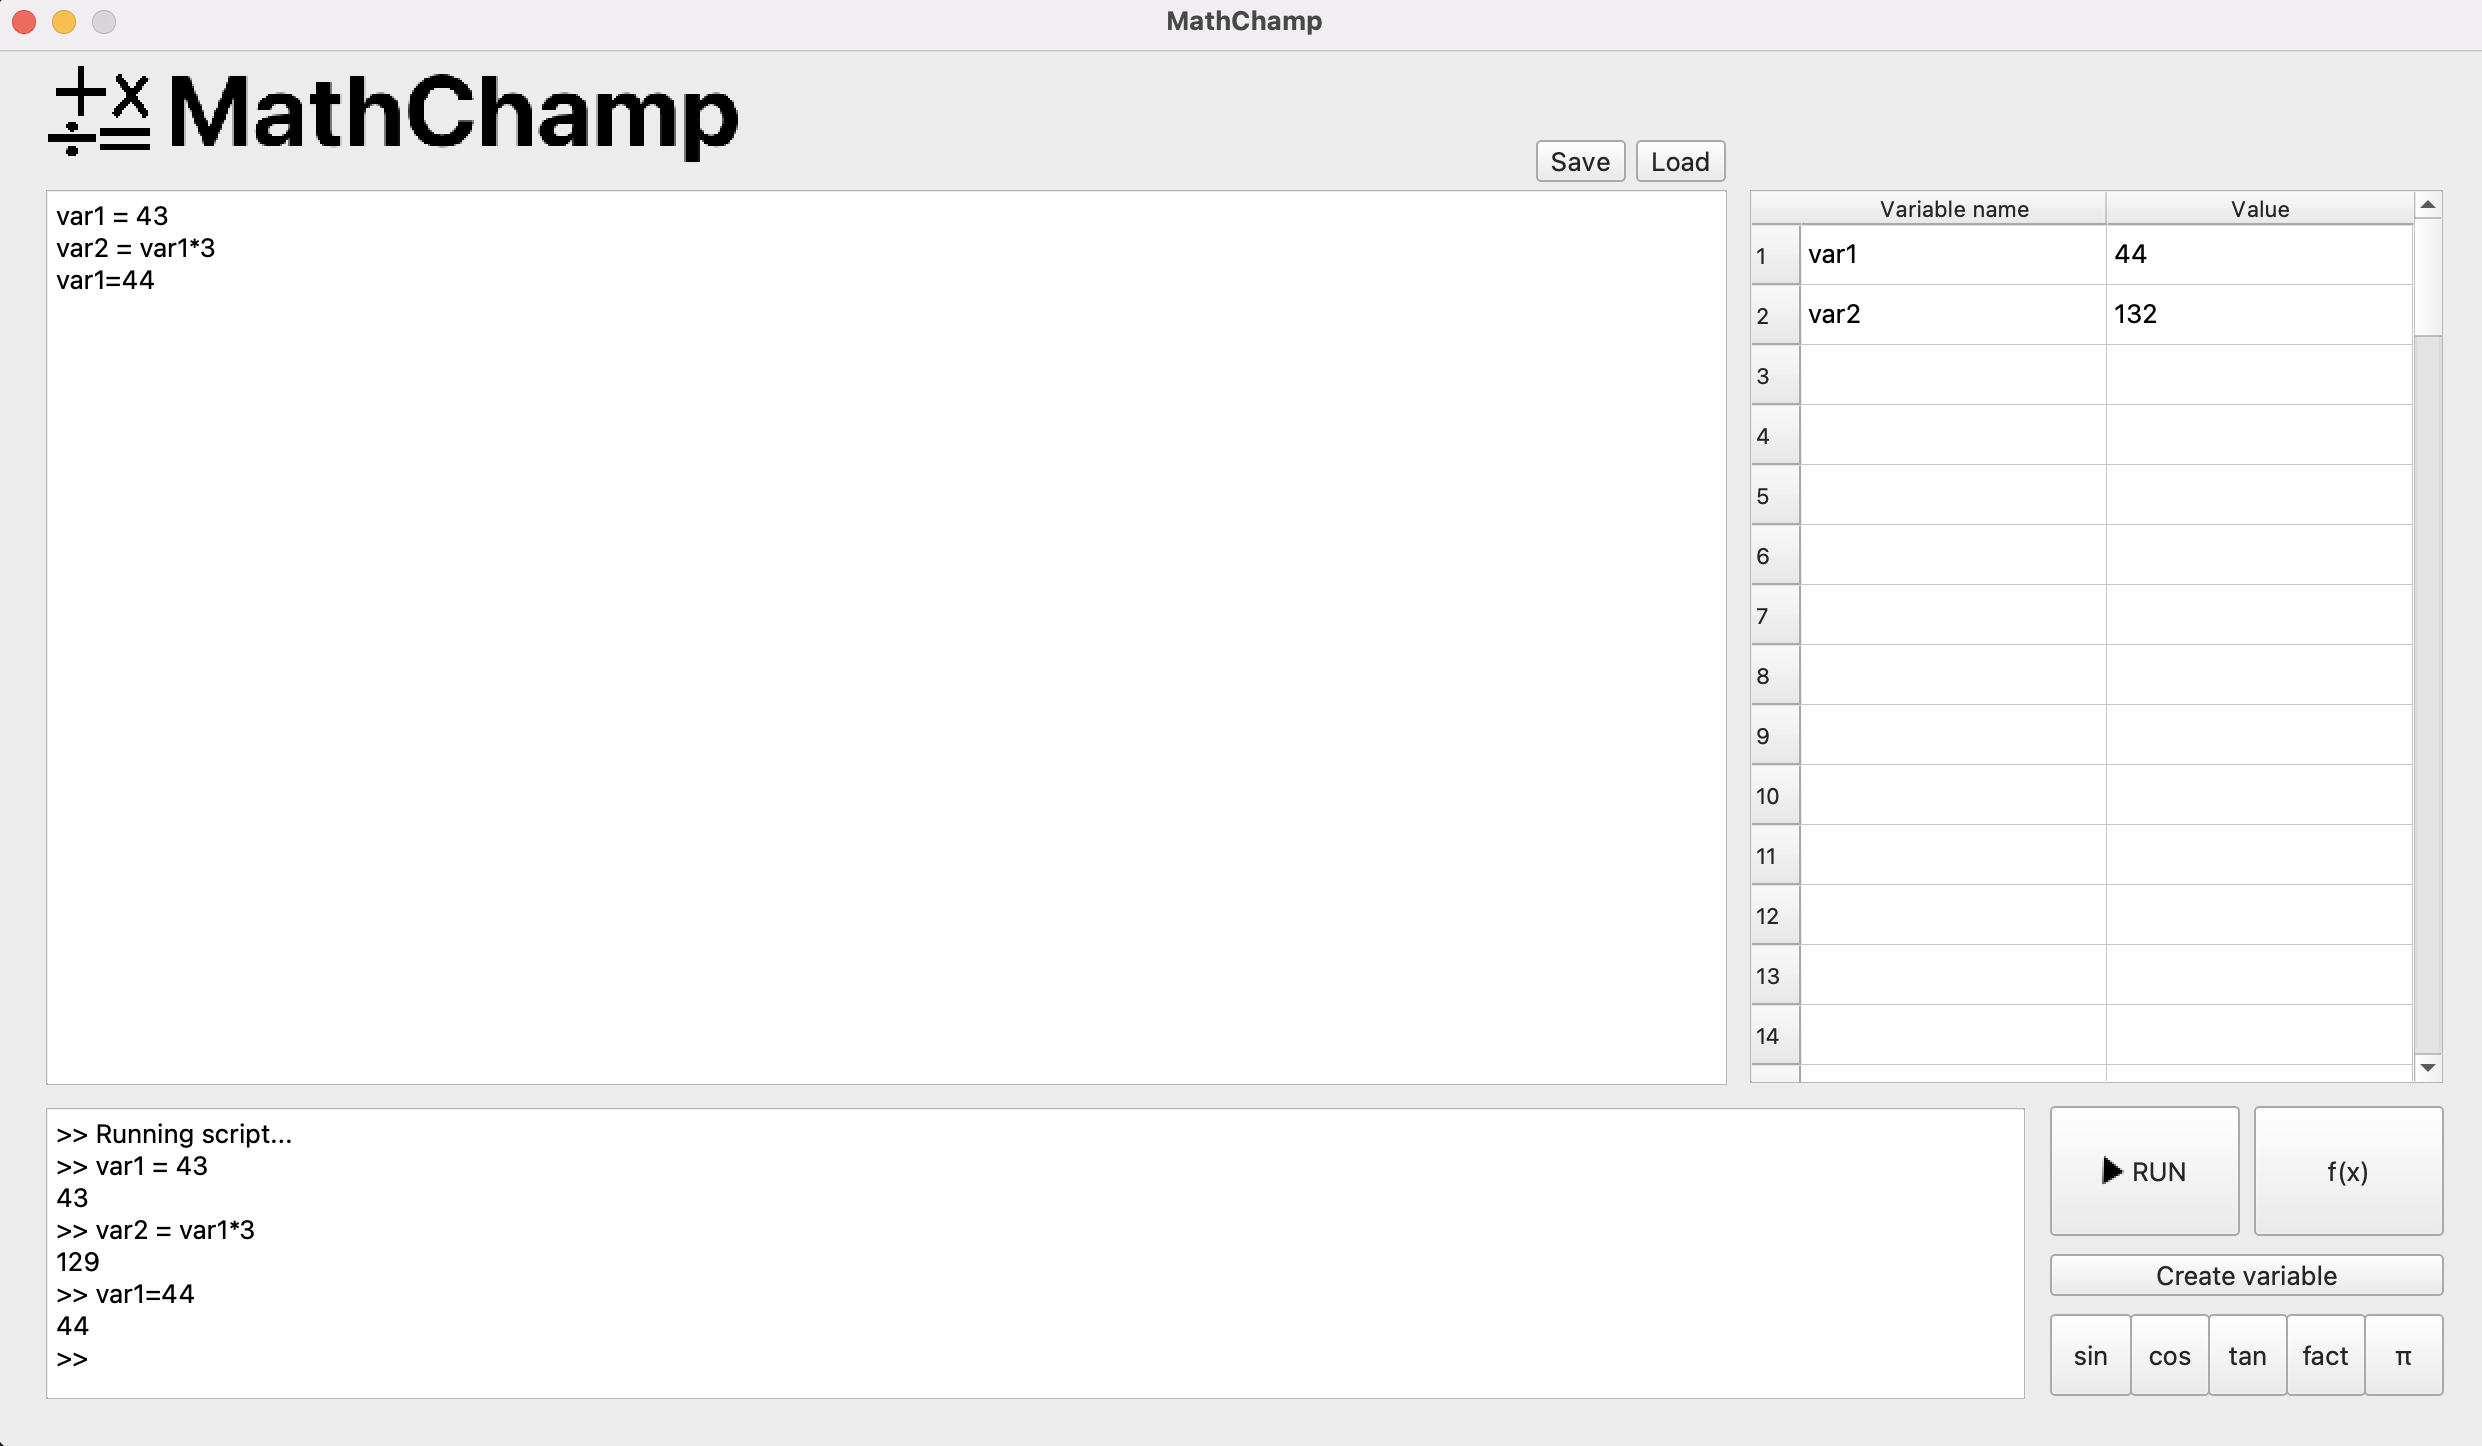 MathChamp
MathChamp
Save Load
var1 = 43
var2 = var1*3
var1=44
Variable name Value
1 var1 44
2 var2 132
3
4
5
6
7
8
9
10
11
12
13
14
>> Running script...
>> var1 = 43
43
>> var2 = var1*3
129
>> var1=44
44
>>
RUN f(x)
Create variable
sin cos tan fact π